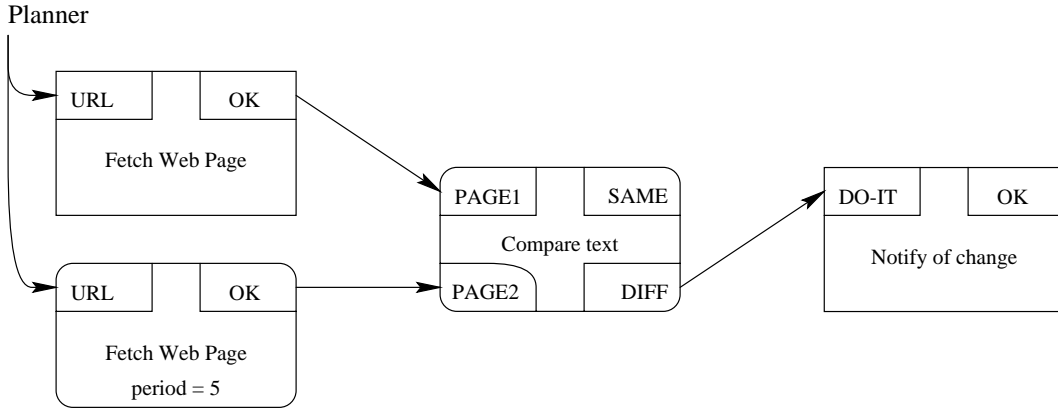 Planner
URL
OK
Fetch Web Page
PAGE1
SAME
Compare text
PAGE2
DIFF
DO-IT
OK
Notify of change
URL
OK
Fetch Web Page
period = 5